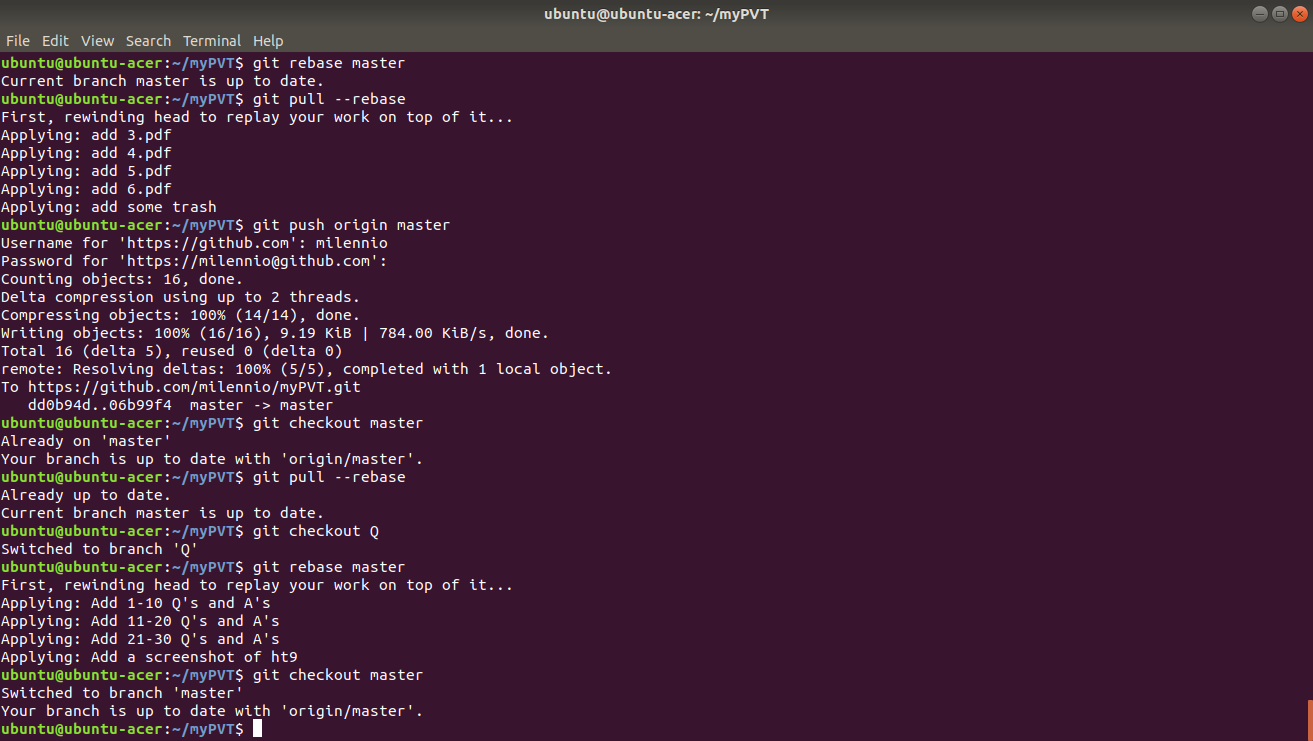 ubuntu@ubuntu-acer: ~/myPVT
File Edit View Search Terminal Help
ubuntu@ubuntu-acer:~/myPVT$ git rebase master
Current branch master is up to date.
ubuntu@ubuntu-acer:~/myPVT$ git pull --rebase
First, rewinding head to replay your work on top of it...
Applying: add 3.pdf
Applying: add 4.pdf
Applying: add 5.pdf
Applying: add 6.pdf
Applying: add some trash
ubuntu@ubuntu-acer:~/myPVT$ git push origin master
Username for 'https://github.com': milennio
Password for 'https://milennio@github.com':
Counting objects: 16, done.
Delta compression using up to 2 threads.
Compressing objects: 100% (14/14), done.
Writing objects: 100% (16/16), 9.19 KiB | 784.00 KiB/s, done.
Total 16 (delta 5), reused 0 (delta 0)
remote: Resolving deltas: 100% (5/5), completed with 1 local object.
To https://github.com/milennio/myPVT.git
   dd0b94d..06b99f4  master -> master
ubuntu@ubuntu-acer:~/myPVT$ git checkout master
Already on 'master'
Your branch is up to date with 'origin/master'.
ubuntu@ubuntu-acer:~/myPVT$ git pull --rebase
Already up to date.
Current branch master is up to date.
ubuntu@ubuntu-acer:~/myPVT$ git checkout Q
Switched to branch 'Q'
ubuntu@ubuntu-acer:~/myPVT$ git rebase master
First, rewinding head to replay your work on top of it...
Applying: Add 1-10 Q's and A's
Applying: Add 11-20 Q's and A's
Applying: Add 21-30 Q's and A's
Applying: Add a screenshot of ht9
ubuntu@ubuntu-acer:~/myPVT$ git checkout master
Switched to branch 'master'
Your branch is up to date with 'origin/master'.
ubuntu@ubuntu-acer:~/myPVT$